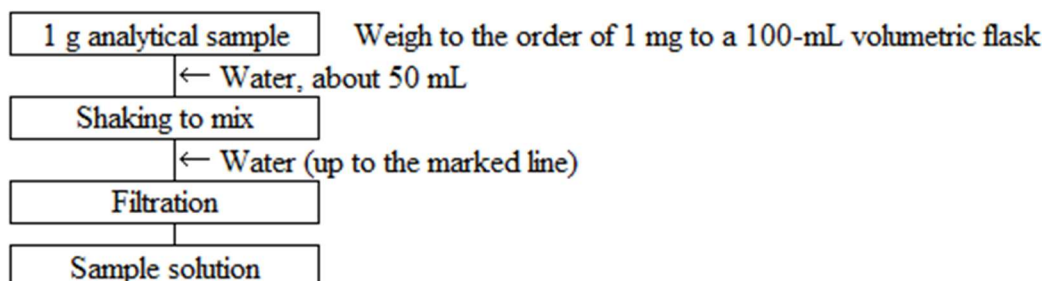 1 g analytical sample Weigh to the order of 1 mg to a 100-mL volumetric flask
← Water, about 50 mL
Shaking to mix
← Water (up to the marked line)
Filtration
Sample solution